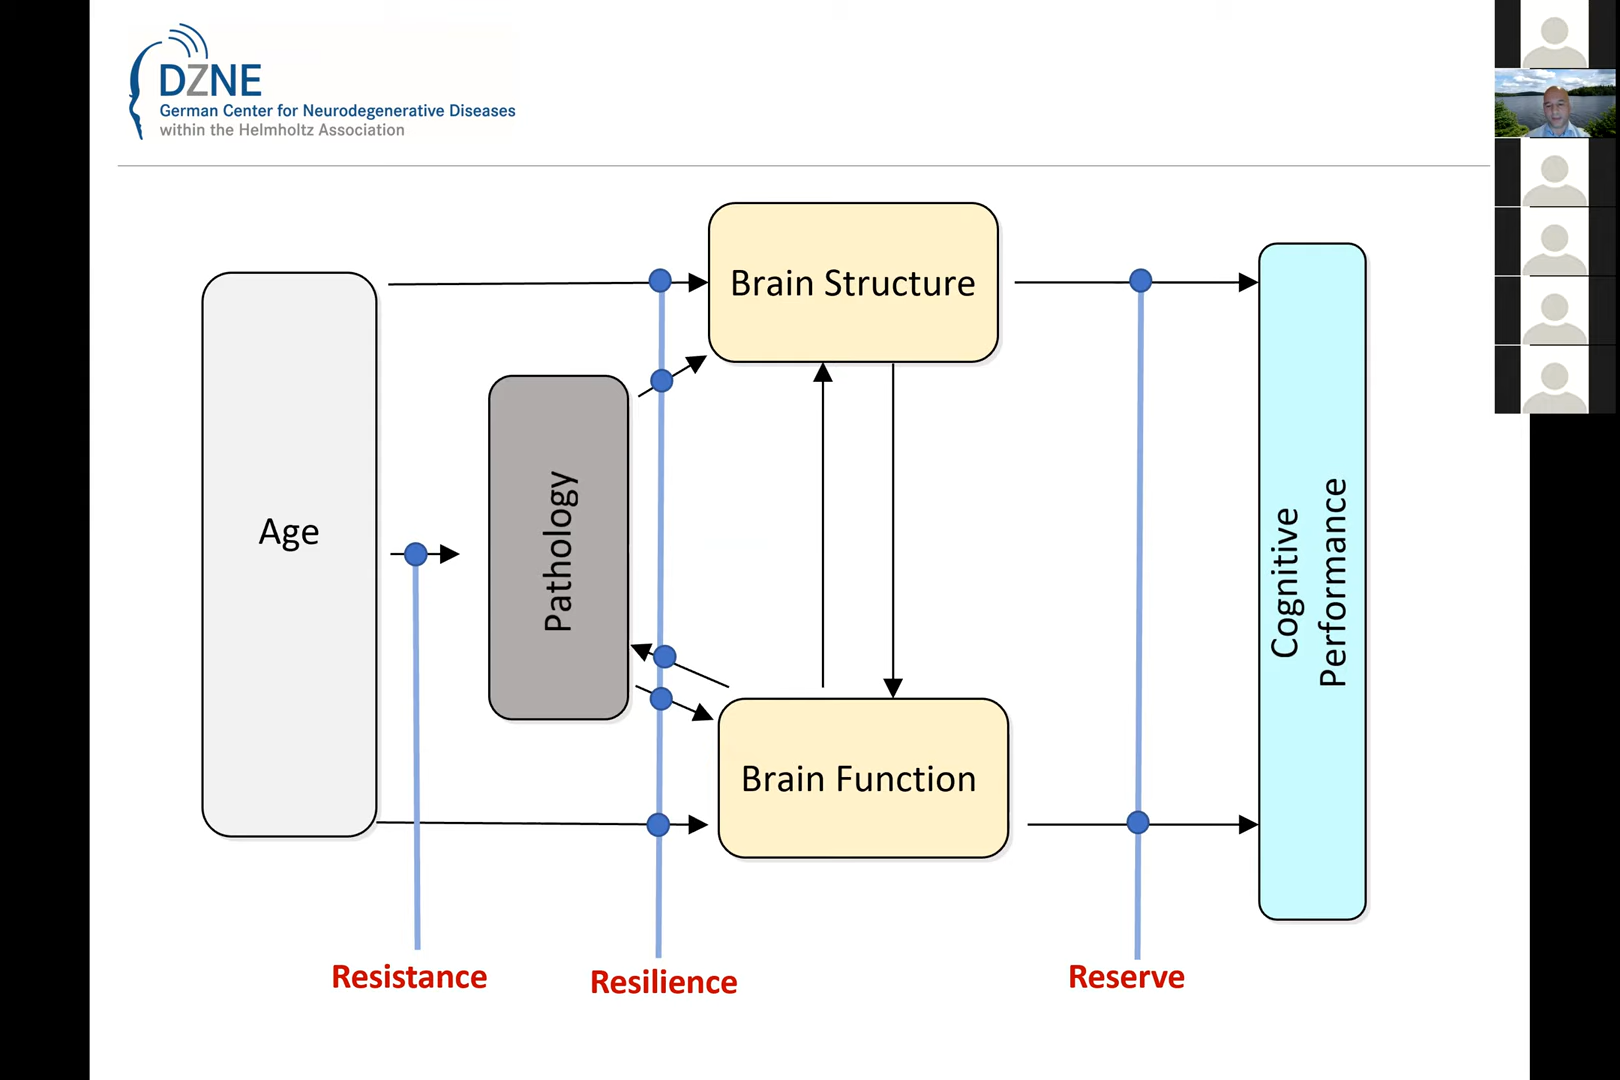 DZNE
German Center for Neurodegenerative Diseases
within the Helmholtz Association
Brain Structure
Age
Pathology
Cognitive
Performance
Brain Function
Resistance
Resilience
Reserve